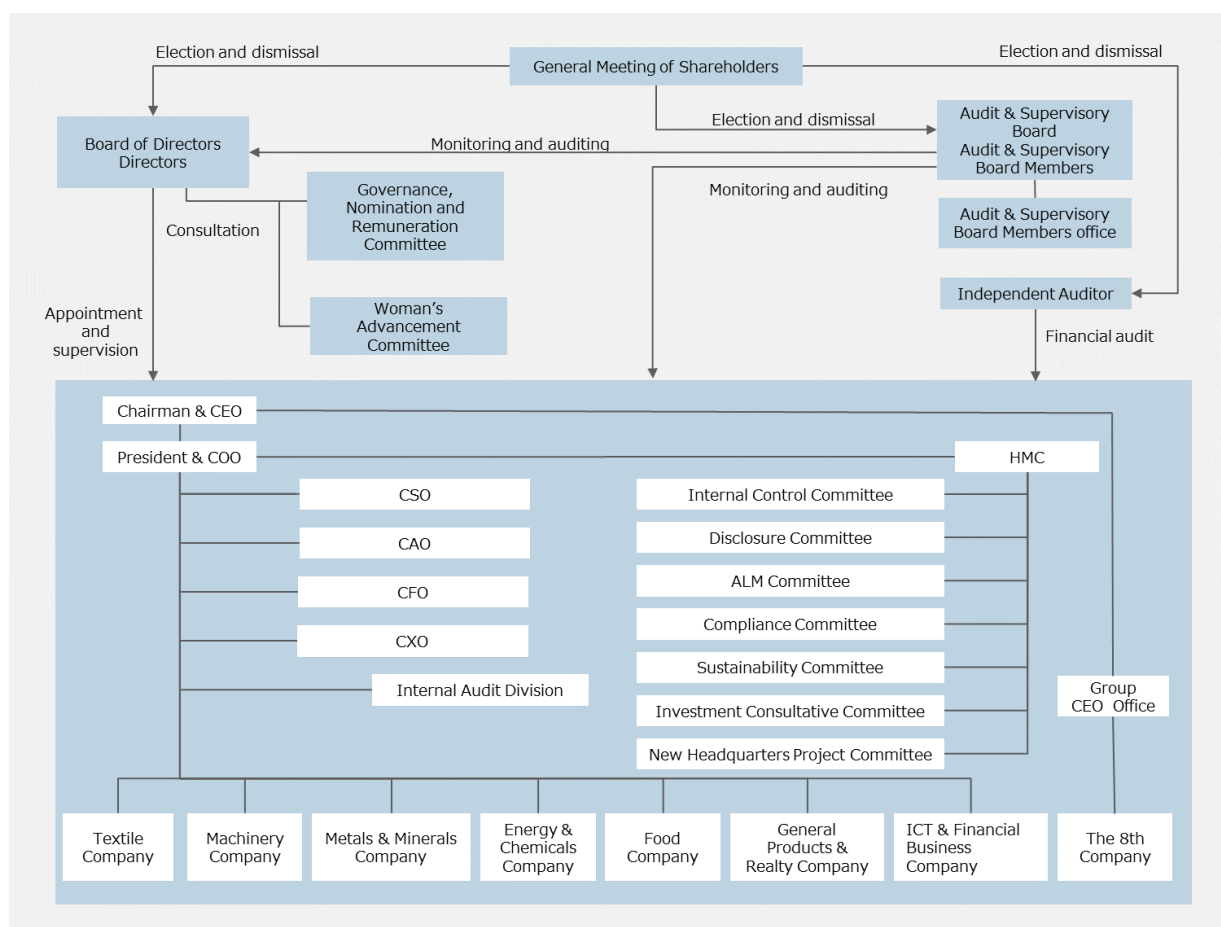 Election and dismissal
General Meeting of Shareholders
Election and dismissal
Election and dismissal
Audit & Supervisory
Board
Audit & Supervisory
Board Members
Board of Directors
Directors
Monitoring and auditing
Monitoring and auditing
Governance,
Nomination and
Remuneration
Committee
Consultation
Audit & Supervisory
Board Members office
Independent Auditor
Woman's
Advancement
Committee
Appointment
and
supervision
Financial audit
Chairman & CEO
President & COO
HMC
CSO
CAO
CFO
CXO
Internal Audit Division
Internal Control Committee
Disclosure Committee
ALM Committee
Compliance Committee
Sustainability Committee
Investment Consultative Committee
New Headquarters Project Committee
Group
CEO Office
Textile
Company
Machinery
Company
Metals & Minerals
Company
Energy &
Chemicals
Company
Food
Company
General
Products &
Realty Company
ICT & Financial
Business
Company
The 8th
Company